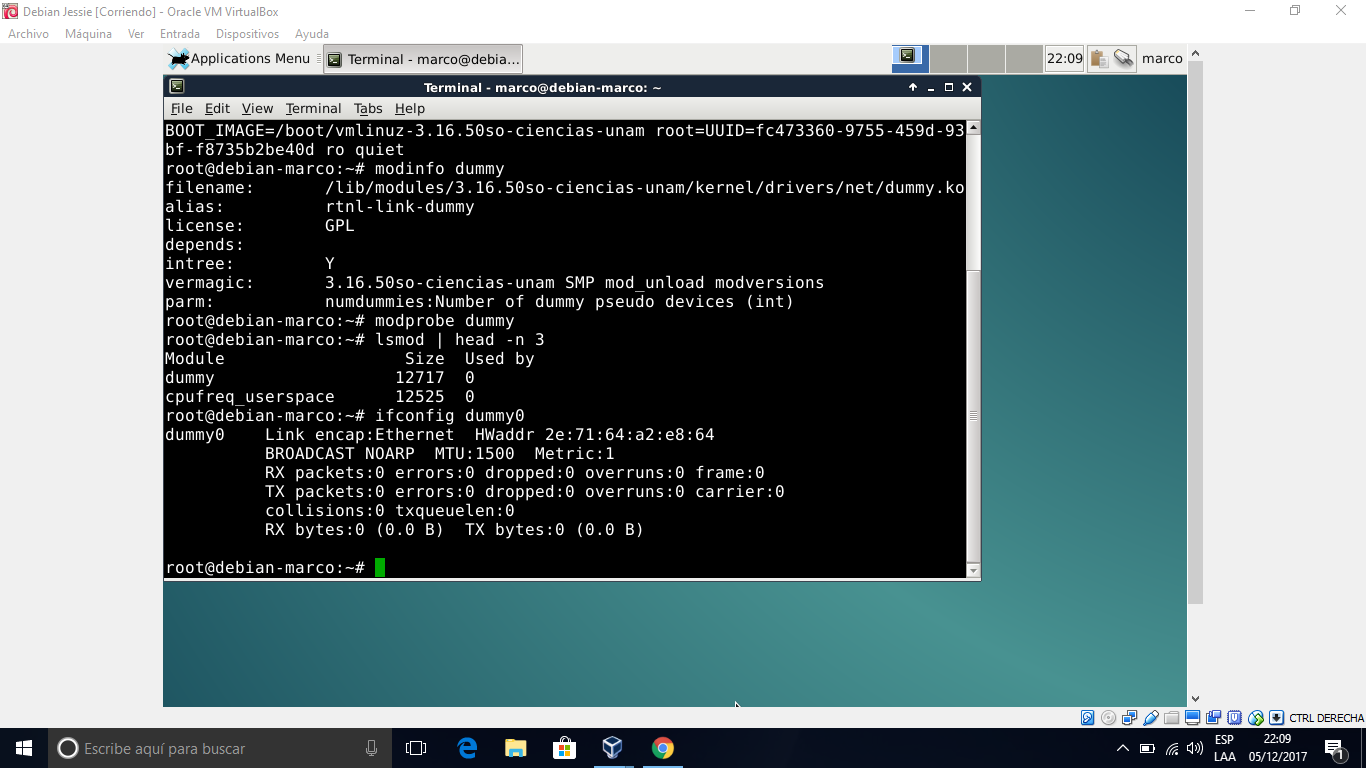 Debian Jessie [Corriendo] - Oracle VM VirtualBox
Archivo Máquina Ver Entrada Dispositivos Ayuda
Applications Menu Terminal - marco@debia... 22:09 marco
Terminal - marco@debian-marco: ~
File Edit View Terminal Tabs Help
BOOT_IMAGE=/boot/vmlinuz-3.16.50so-ciencias-unam root=UUID=fc473360-9755-459d-93
bf-f8735b2be40d ro quiet
root@debian-marco:~# modinfo dummy
filename:       /lib/modules/3.16.50so-ciencias-unam/kernel/drivers/net/dummy.ko
alias:          rtnl-link-dummy
license:        GPL
depends:
intree:         Y
vermagic:       3.16.50so-ciencias-unam SMP mod_unload modversions
parm:           numdummies:Number of dummy pseudo devices (int)
root@debian-marco:~# modprobe dummy
root@debian-marco:~# lsmod | head -n 3
Module                  Size  Used by
dummy                  12717  0
cpufreq_userspace      12525  0
root@debian-marco:~# ifconfig dummy0
dummy0    Link encap:Ethernet  HWaddr 2e:71:64:a2:e8:64
          BROADCAST NOARP  MTU:1500  Metric:1
          RX packets:0 errors:0 dropped:0 overruns:0 frame:0
          TX packets:0 errors:0 dropped:0 overruns:0 carrier:0
          collisions:0 txqueuelen:0
          RX bytes:0 (0.0 B)  TX bytes:0 (0.0 B)
root@debian-marco:~#
CTRL DERECHA
Escribe aquí para buscar
ESP 22:09
LAA 05/12/2017 1